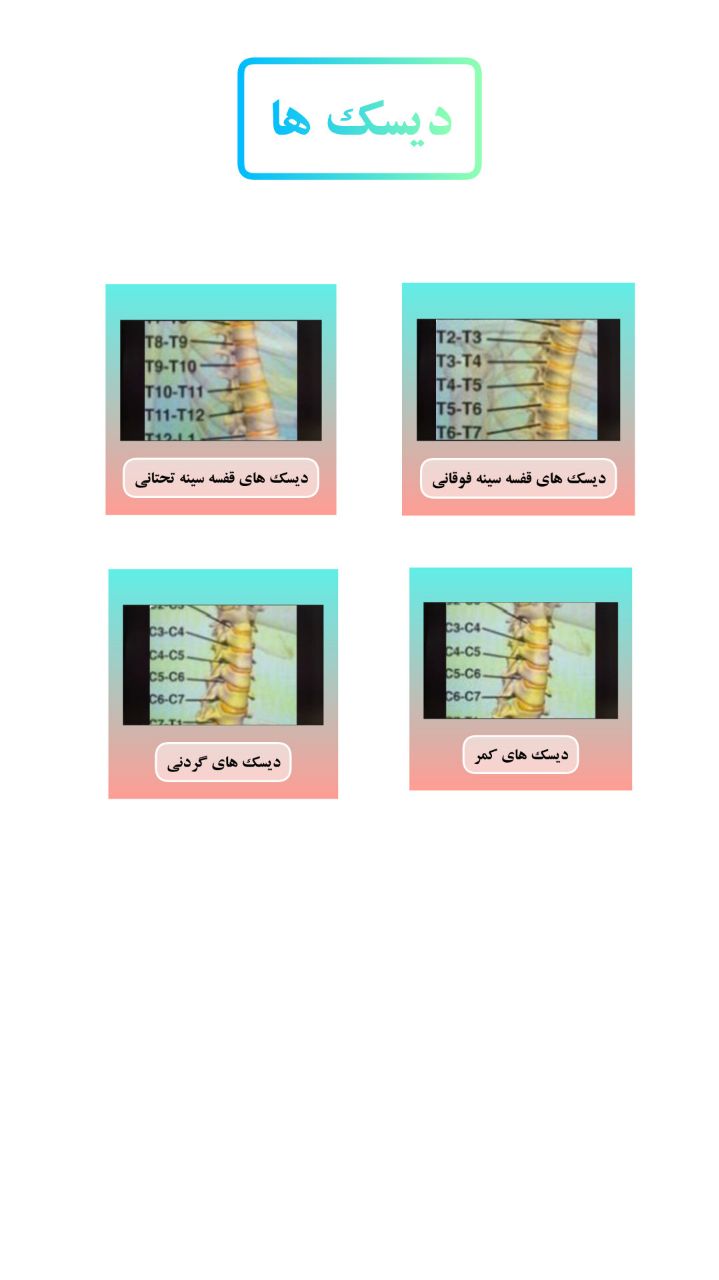 دیسک ها
T2-T3
T3-T4
T4-T5
T5-T6
T6-T7
دیسک های قفسه سینه فوقانی
T8-T9
T9-T10
T10-T11
T11-T12
T12-L1
دیسک های قفسه سینه تحتانی
C3-C4
C4-C5
C5-C6
C6-C7
دیسک های کمر
C3-C4
C4-C5
C5-C6
C6-C7
C7-T1
دیسک های گردنی